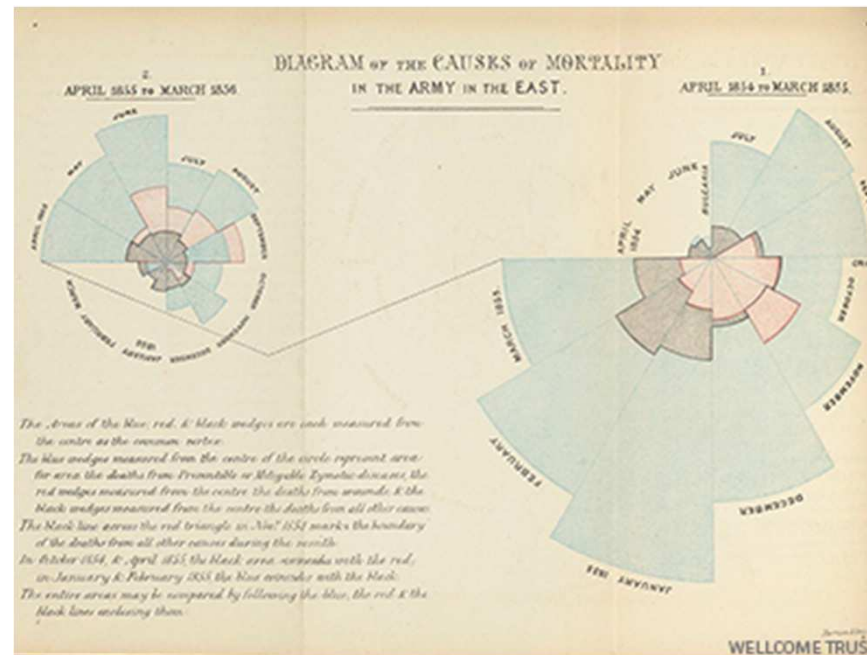 DIAGRAM OF THE CAUSES OF MORTALITY
IN THE ARMY IN THE EAST.
2.
APRIL 1855 TO MARCH 1856.
1.
APRIL 1854 TO MARCH 1855.
APRIL 1855
MAY
JUNE
JULY
AUGUST
SEPTEMBER
OCTOBER
NOVEMBER
DECEMBER
JANUARY
1856
FEBRUARY
MARCH
APRIL
1854
MAY
JUNE
BULGARIA
JULY
AUGUST
OCTOBER
NOVEMBER
DECEMBER
JANUARY 1855
FEBRUARY
MARCH 1855
The Areas of the blue, red, & black wedges are each measured from
the centre as the common vertex.
The blue wedges measured from the centre of the circle represent area
for area the deaths from Preventible or Mitigable Zymotic diseases, the
red wedges measured from the centre the deaths from wounds, & the
black wedges measured from the centre the deaths from all other causes.
The black line across the red triangle in Novr. 1854 marks the boundary
of the deaths from all other causes during the month.
In October 1854, & April 1855, the black area coincides with the red;
in January & February 1856, the blue coincides with the black.
The entire areas may be compared by following the blue, the red & the
black lines enclosing them.
WELLCOME TRUS